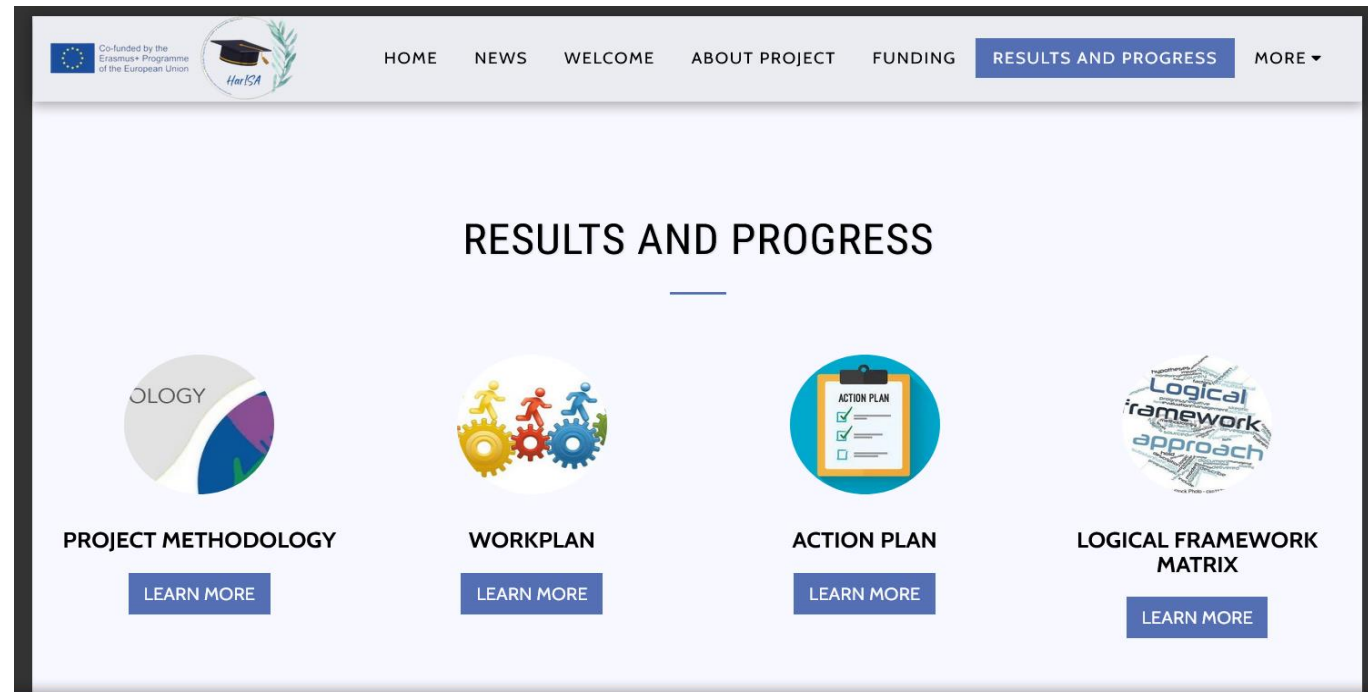 Co-funded by the
Erasmus+ Programme
of the European Union
HarISA
HOME NEWS WELCOME ABOUT PROJECT FUNDING RESULTS AND PROGRESS MORE
RESULTS AND PROGRESS
OLOGY
ACTION PLAN
Logical
framework
approach
PROJECT METHODOLOGY WORKPLAN ACTION PLAN LOGICAL FRAMEWORK
MATRIX
LEARN MORE LEARN MORE LEARN MORE LEARN MORE